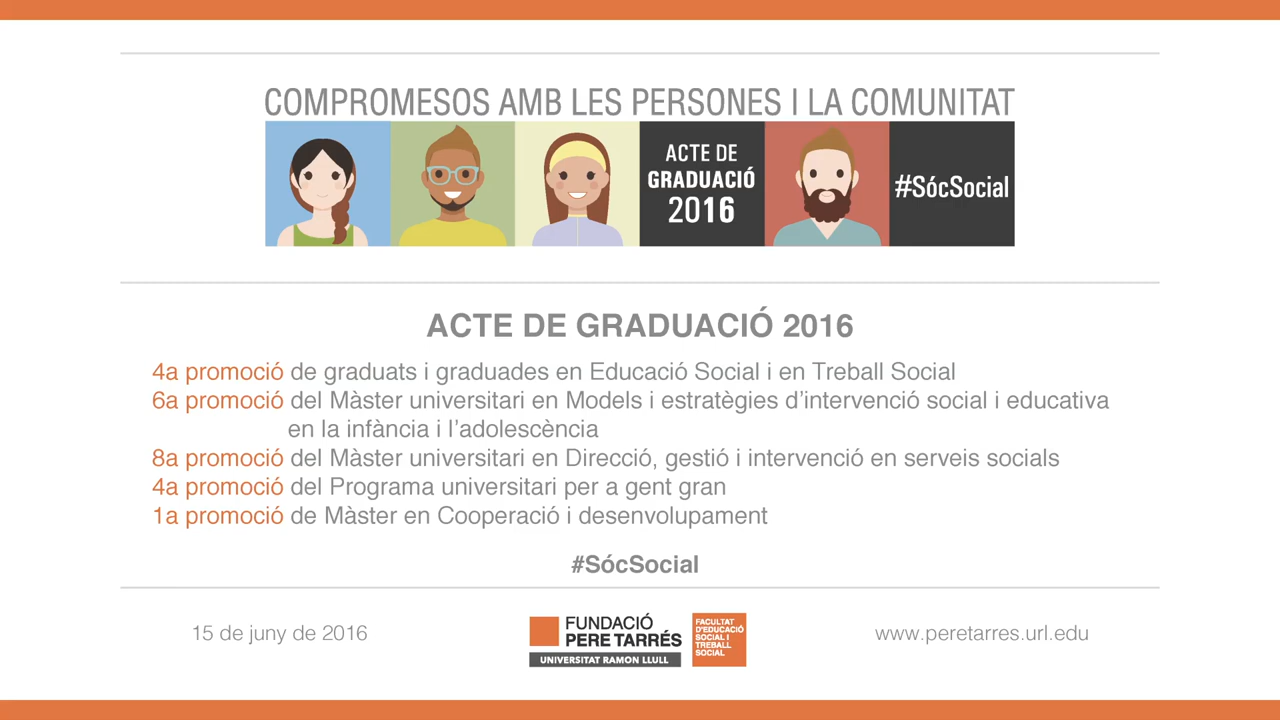 COMPROMESOS AMB LES PERSONES I LA COMUNITAT
ACTE DE
GRADUACIÓ
2016
#SócSocial
ACTE DE GRADUACIÓ 2016
4a promoció de graduats i graduades en Educació Social i en Treball Social
6a promoció del Màster universitari en Models i estratègies d’intervenció social i educativa
en la infància i l’adolescència
8a promoció del Màster universitari en Direcció, gestió i intervenció en serveis socials
4a promoció del Programa universitari per a gent gran
1a promoció de Màster en Cooperació i desenvolupament
#SócSocial
15 de juny de 2016
FUNDACIÓ
PERE TARRÉS
UNIVERSITAT RAMON LLULL
FACULTAT
D'EDUCACIÓ
SOCIAL I
TREBALL
SOCIAL
www.peretarres.url.edu